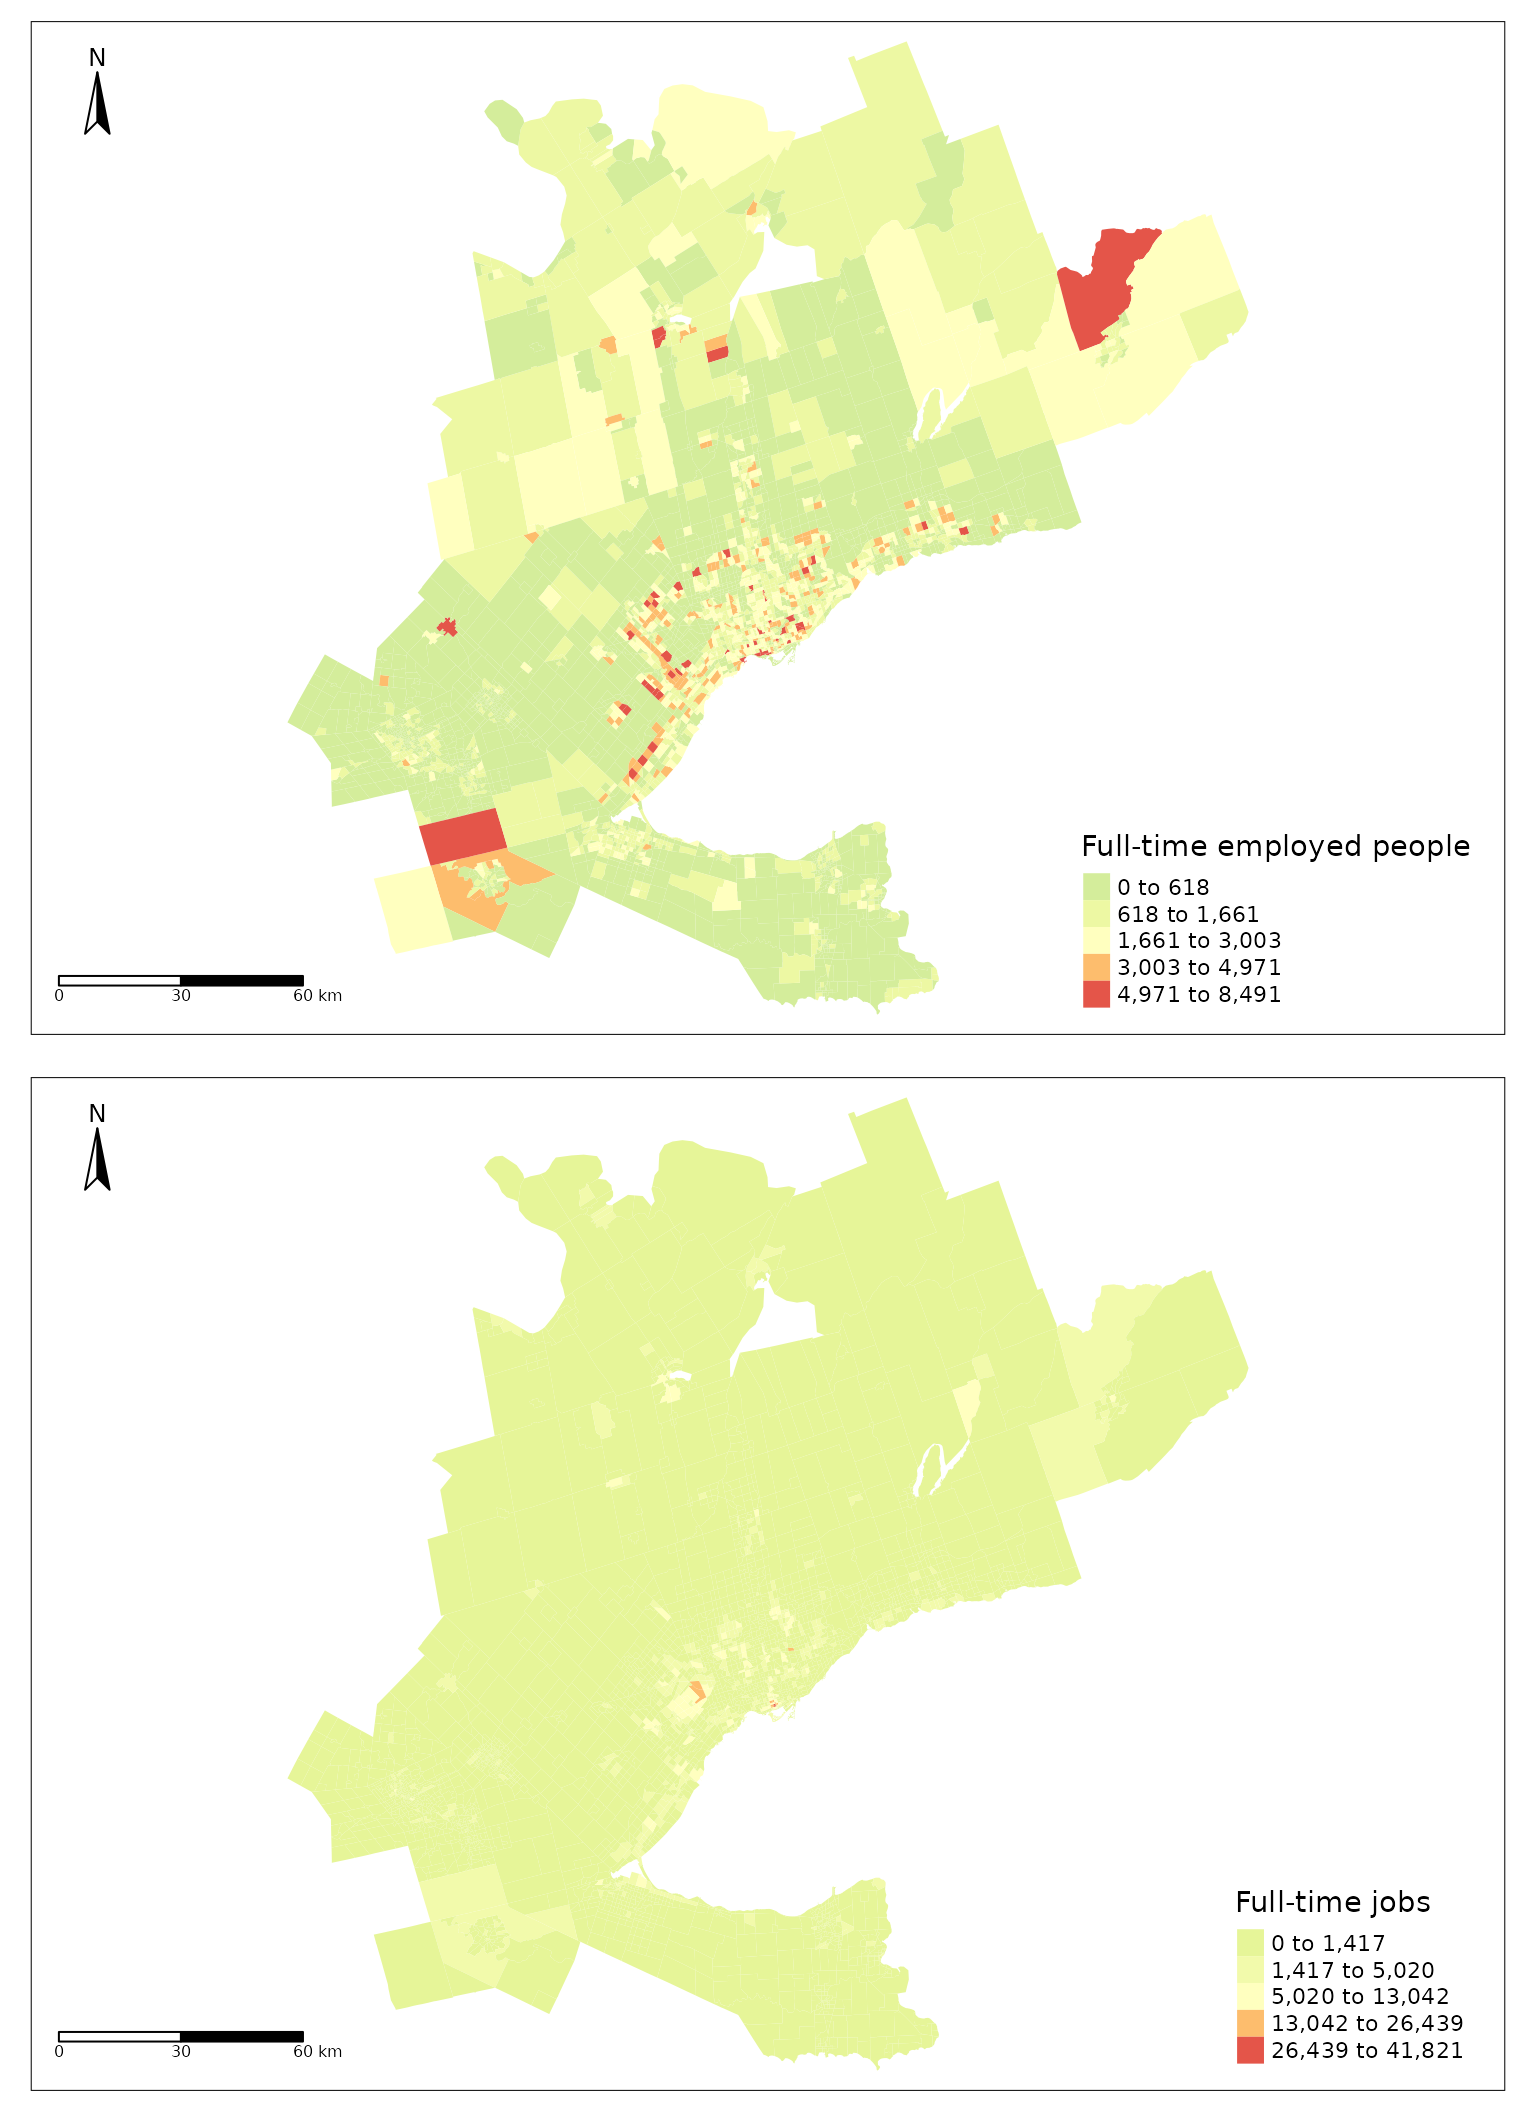 N
Full-time employed people
0 to 618
618 to 1,661
1,661 to 3,003
3,003 to 4,971
4,971 to 8,491
0 30 60 km
N
Full-time jobs
0 to 1,417
1,417 to 5,020
5,020 to 13,042
13,042 to 26,439
26,439 to 41,821
0 30 60 km